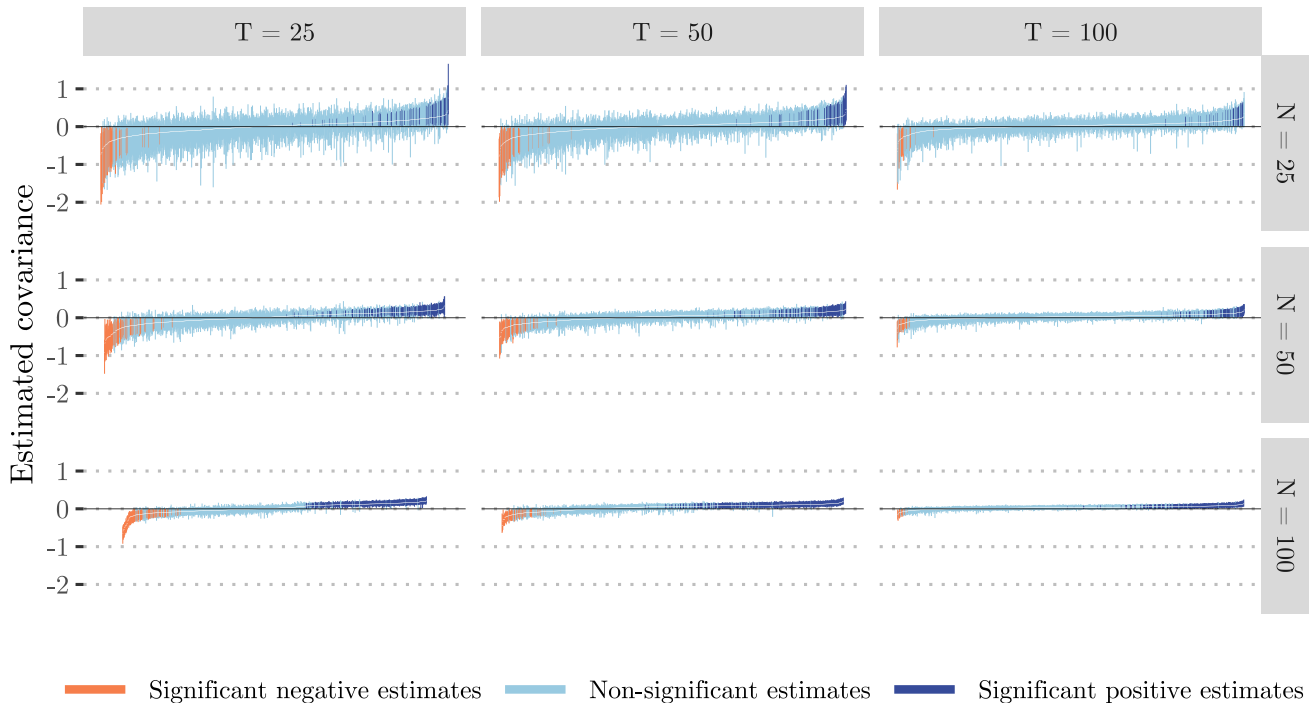 T = 25 T = 50 T = 100
Estimated covariance
1
0
-1
-2
N = 25
1
0
-1
-2
N = 50
1
0
-1
-2
N = 100
Significant negative estimates Non-significant estimates Significant positive estimates